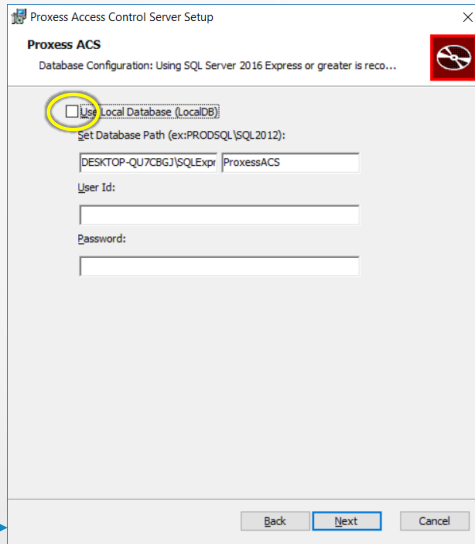 Proxess Access Control Server Setup
Proxess ACS
Database Configuration: Using SQL Server 2016 Express or greater is reco...
Use Local Database (LocalDB)
Set Database Path (ex:PRODSQL\SQL2012):
DESKTOP-QU7CBGJ\SQLExpr ProxessACS
User Id:
Password:
Back Next Cancel